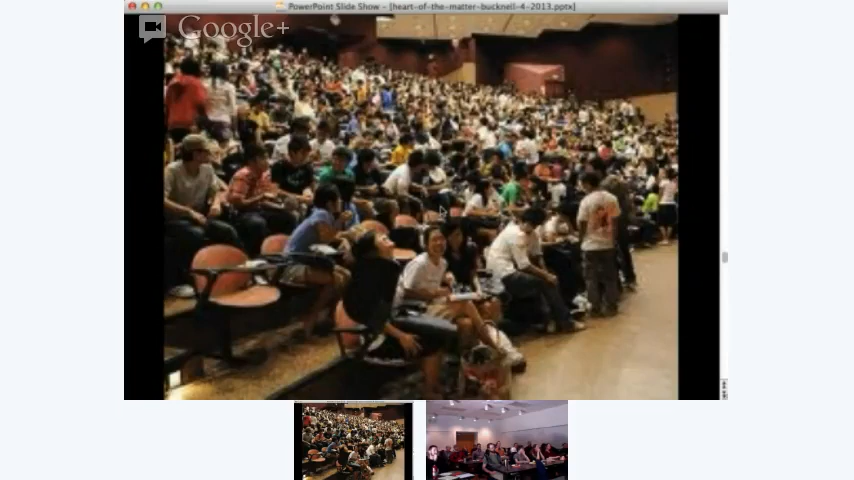 PowerPoint Slide Show - [heart-of-the-matter-bucknell-4-2013.pptx]
Google+